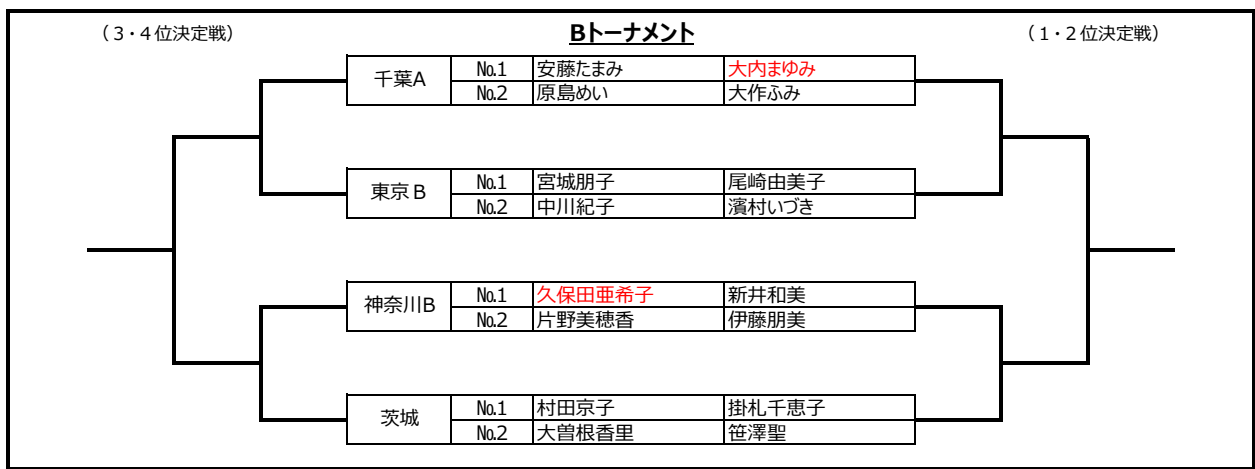 （3・4位決定戦） Bトーナメント （1・2位決定戦）
千葉A №1 安藤たまみ 大内まゆみ
№2 原島めい 大作ふみ
東京Ｂ №1 宮城朋子 尾崎由美子
№2 中川紀子 濱村いづき
神奈川B №1 久保田亜希子 新井和美
№2 片野美穂香 伊藤朋美
茨城 №1 村田京子 掛札千恵子
№2 大曽根香里 笹澤聖